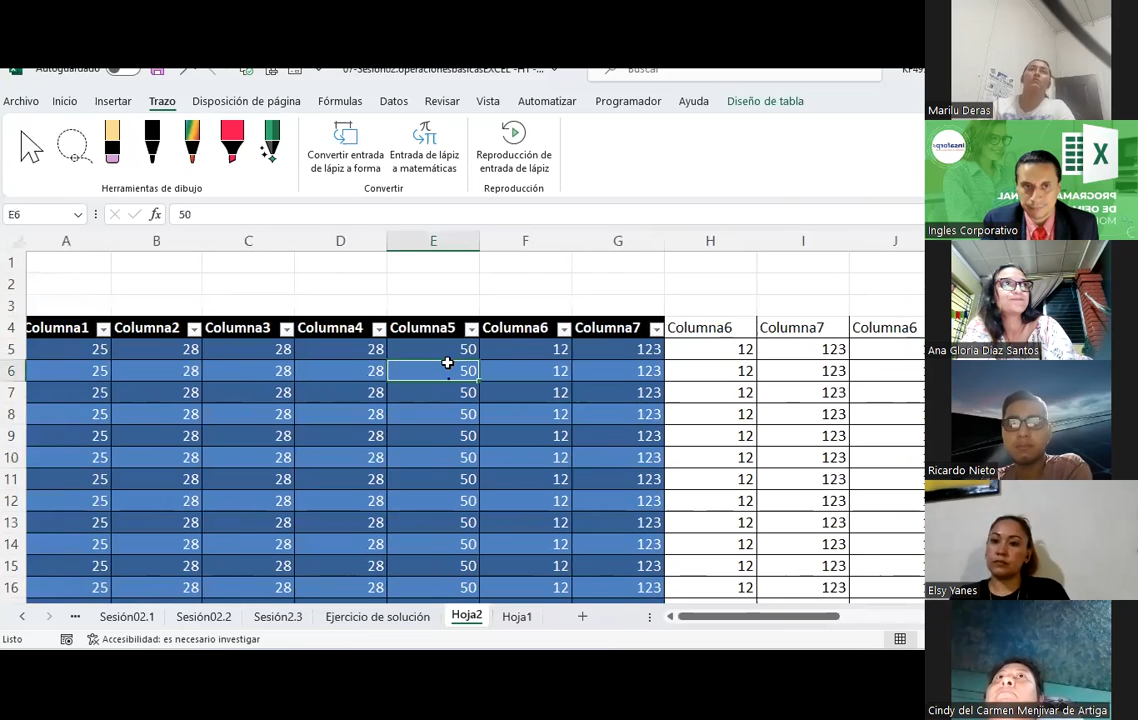 Autoguardado
07-Sesión02.operacionesbasicasEXCEL -H1 -...
Buscar
Archivo Inicio Insertar Trazo Disposición de página Fórmulas Datos Revisar Vista Automatizar Programador Ayuda Diseño de tabla
Convertir entrada de lápiz a forma
Entrada de lápiz a matemáticas
Reproducción de entrada de lápiz
Herramientas de dibujo Convertir Reproducción
E6 fx 50
A B C D E F G H I J
1
2
3
4 Columna1 Columna2 Columna3 Columna4 Columna5 Columna6 Columna7 Columna6 Columna7 Columna6
5 25 28 28 28 50 12 123 12 123
6 25 28 28 28 50 12 123 12 123
7 25 28 28 28 50 12 123 12 123
8 25 28 28 28 50 12 123 12 123
9 25 28 28 28 50 12 123 12 123
10 25 28 28 28 50 12 123 12 123
11 25 28 28 28 50 12 123 12 123
12 25 28 28 28 50 12 123 12 123
13 25 28 28 28 50 12 123 12 123
14 25 28 28 28 50 12 123 12 123
15 25 28 28 28 50 12 123 12 123
16 25 28 28 28 50 12 123 12 123
Sesión02.1 Sesión02.2 Sesión2.3 Ejercicio de solución Hoja2 Hoja1
Listo Accesibilidad: es necesario investigar
Marilu Deras
X
Ingles Corporativo
Ana Gloria Díaz Santos
Ricardo Nieto
Elsy Yanes
Cindy del Carmen Menjivar de Artiga